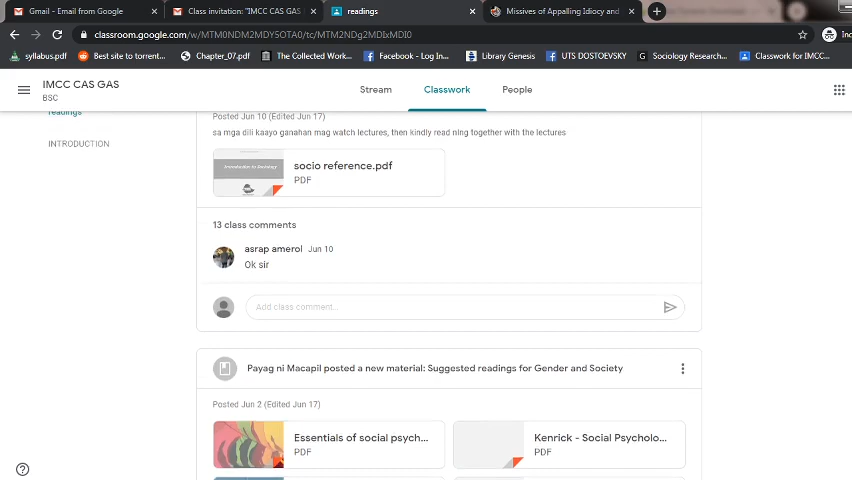 Gmail - Email from Google
Class invitation: "IMCC CAS GAS
readings
Missives of Appalling Idiocy and
classroom.google.com/w/MTM0NDM2MDY5OTA0/tc/MTM2NDg2MDIxMDI0
syllabus.pdf
Best site to torrent...
Chapter_07.pdf
The Collected Work...
Facebook - Log In...
Library Genesis
UTS DOSTOEVSKY
Sociology Research...
Classwork for IMCC...
IMCC CAS GAS
BSC
Stream
Classwork
People
readings
INTRODUCTION
Posted Jun 10 (Edited Jun 17)
sa mga dili kaayo ganahan mag watch lectures, then kindly read ning together with the lectures
Introduction to Sociology
socio reference.pdf
PDF
13 class comments
asrap amerol Jun 10
Ok sir
Add class comment...
Payag ni Macapil posted a new material: Suggested readings for Gender and Society
Posted Jun 2 (Edited Jun 17)
Essentials of social psych...
PDF
Kenrick - Social Psycholo...
PDF